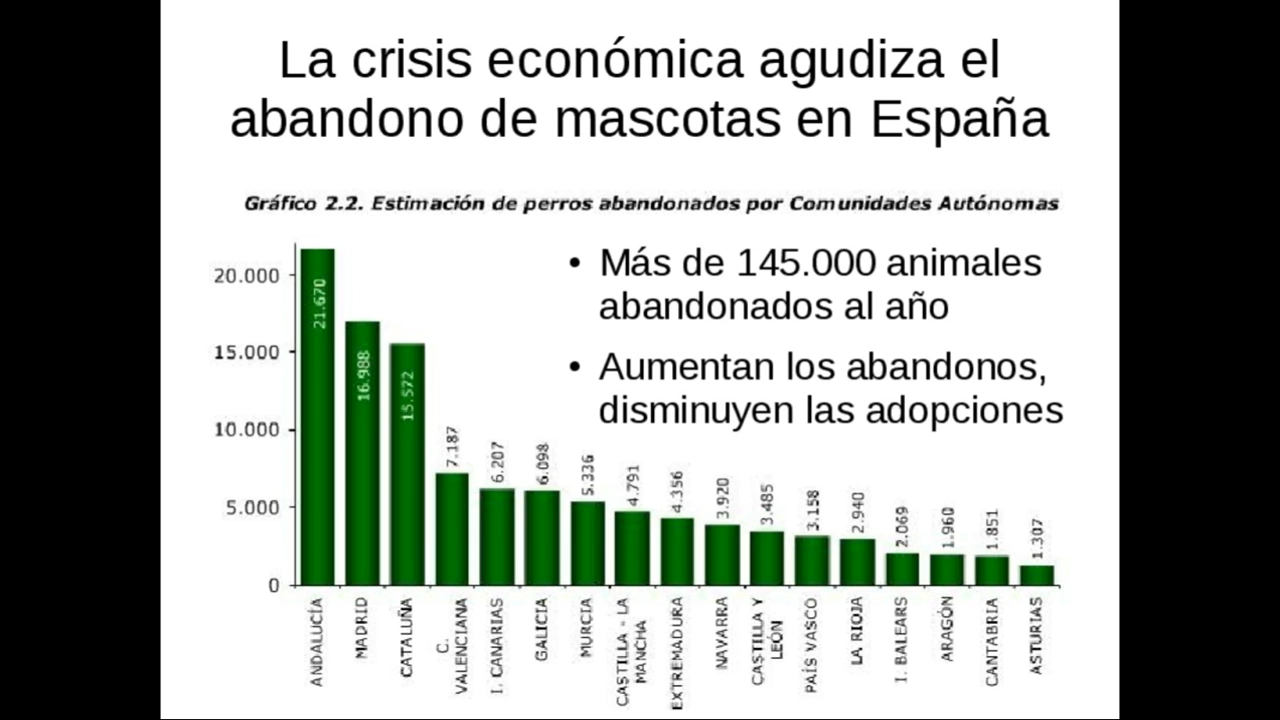 La crisis económica agudiza el
abandono de mascotas en España
Gráfico 2.2. Estimación de perros abandonados por Comunidades Autónomas
• Más de 145.000 animales
abandonados al año
• Aumentan los abandonos,
disminuyen las adopciones
20.000
15.000
10.000
5.000
0
21.670
16.988
15.572
7.187
6.207
6.098
5.336
4.791
4.356
3.920
3.485
3.158
2.940
2.069
1.960
1.851
1.307
ANDALUCÍA
MADRID
CATALUÑA
C.
VALENCIANA
I. CANARIAS
GALICIA
MURCIA
CASTILLA - LA
MANCHA
EXTREMADURA
NAVARRA
CASTILLA Y
LEÓN
PAÍS VASCO
LA RIOJA
I. BALEARS
ARAGÓN
CANTABRIA
ASTURIAS